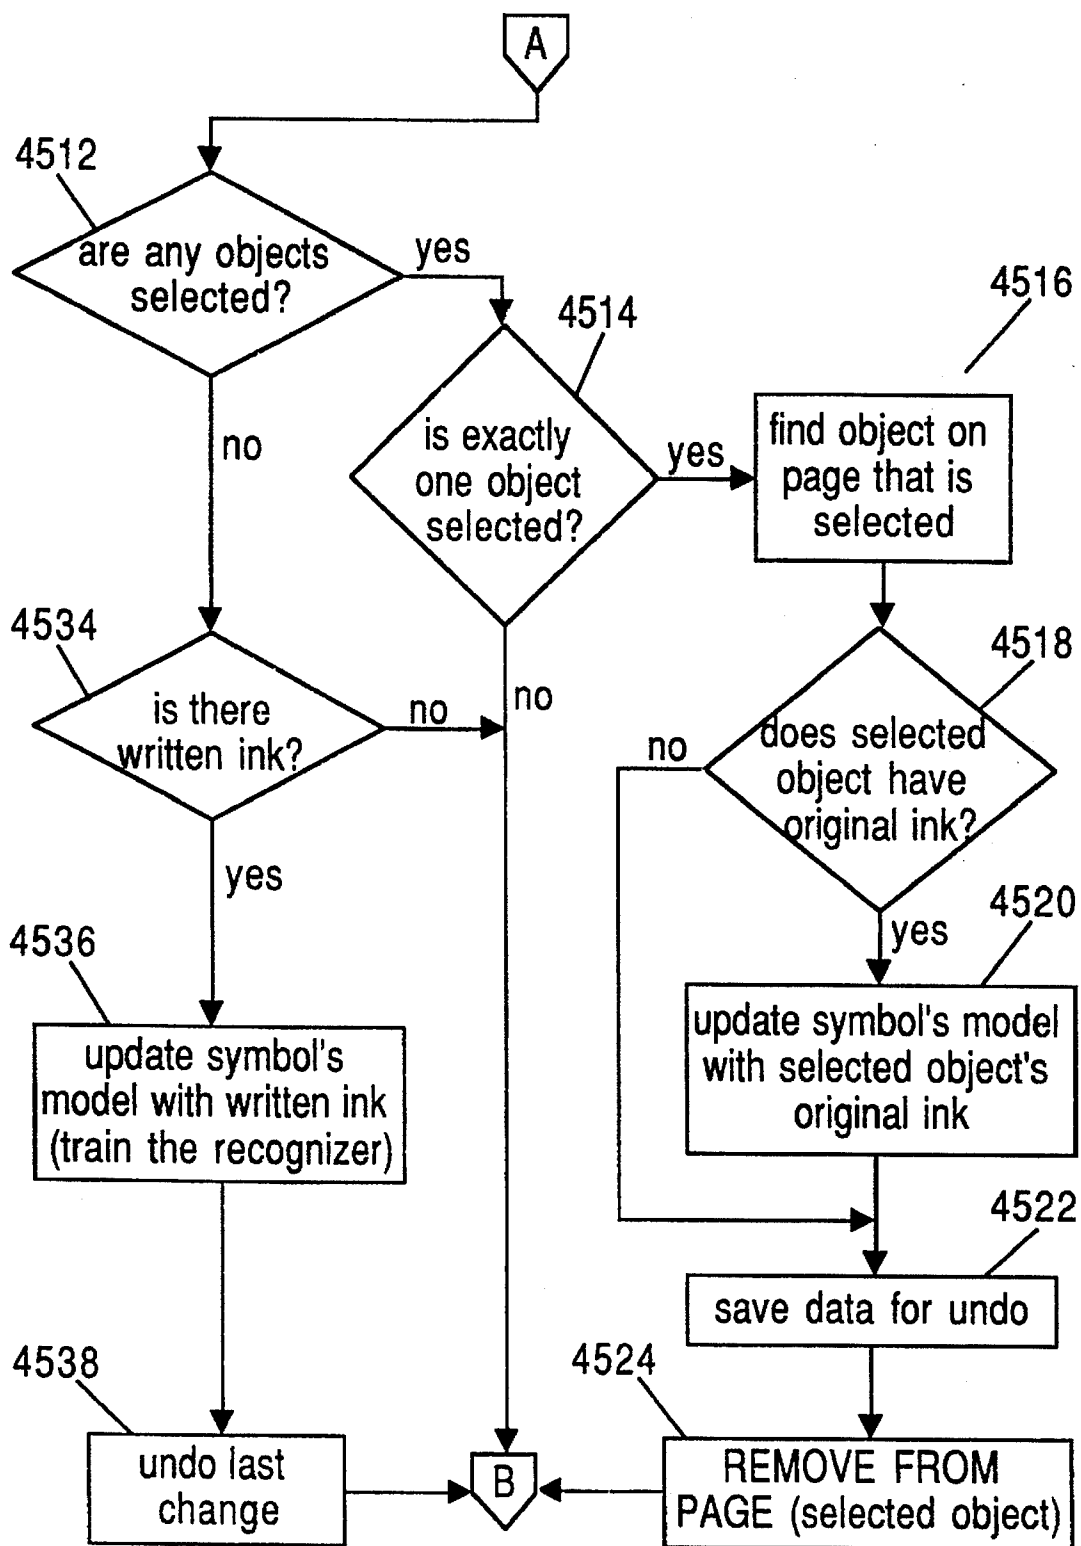 A
4512
are any objects
selected?
yes
no
4514
is exactly
one object
selected?
yes
no
4516
find object on
page that is
selected
4518
does selected
object have
original ink?
no
yes
4534
is there
written ink?
no
yes
4520
update symbol's model
with selected object's
original ink
4536
update symbol's
model with written ink
(train the recognizer)
4522
save data for undo
4538
undo last
change
4524
REMOVE FROM
PAGE (selected object)
B